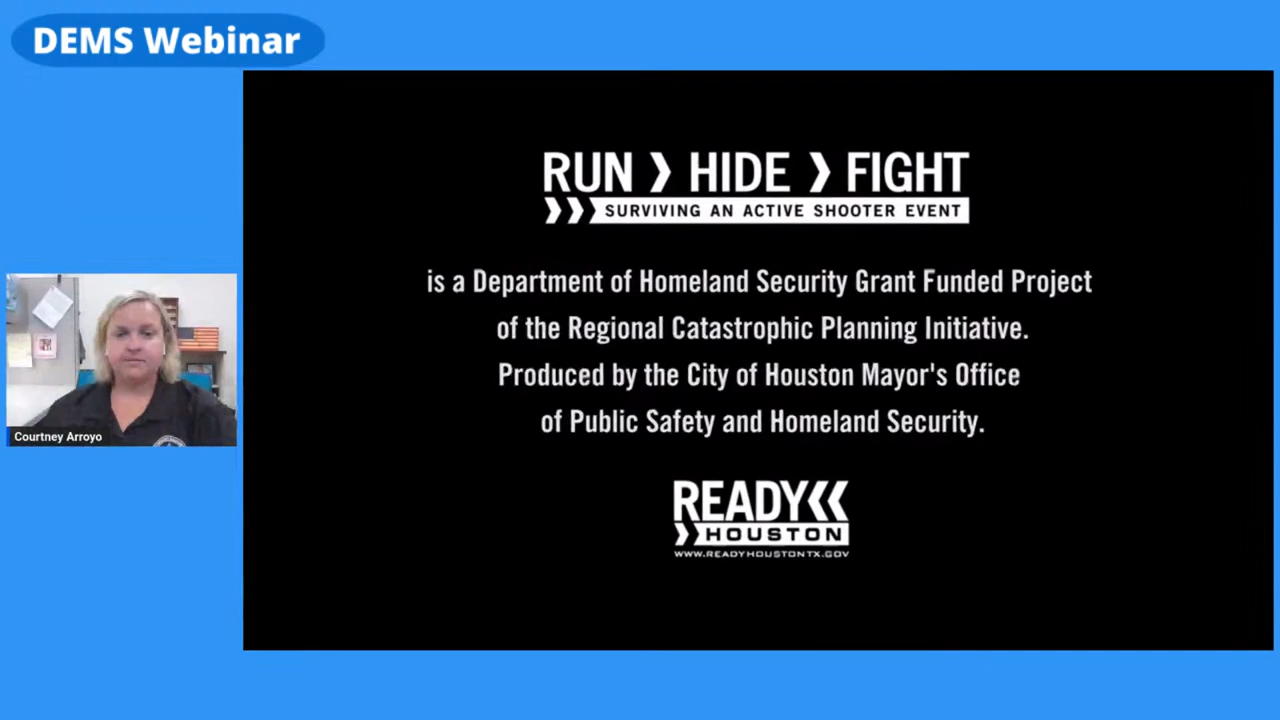 DEMS Webinar
RUN HIDE FIGHT
SURVIVING AN ACTIVE SHOOTER EVENT
is a Department of Homeland Security Grant Funded Project
of the Regional Catastrophic Planning Initiative.
Produced by the City of Houston Mayor's Office
of Public Safety and Homeland Security.
Courtney Arroyo
READY
HOUSTON
WWW.READYHOUSTONTX.GOV